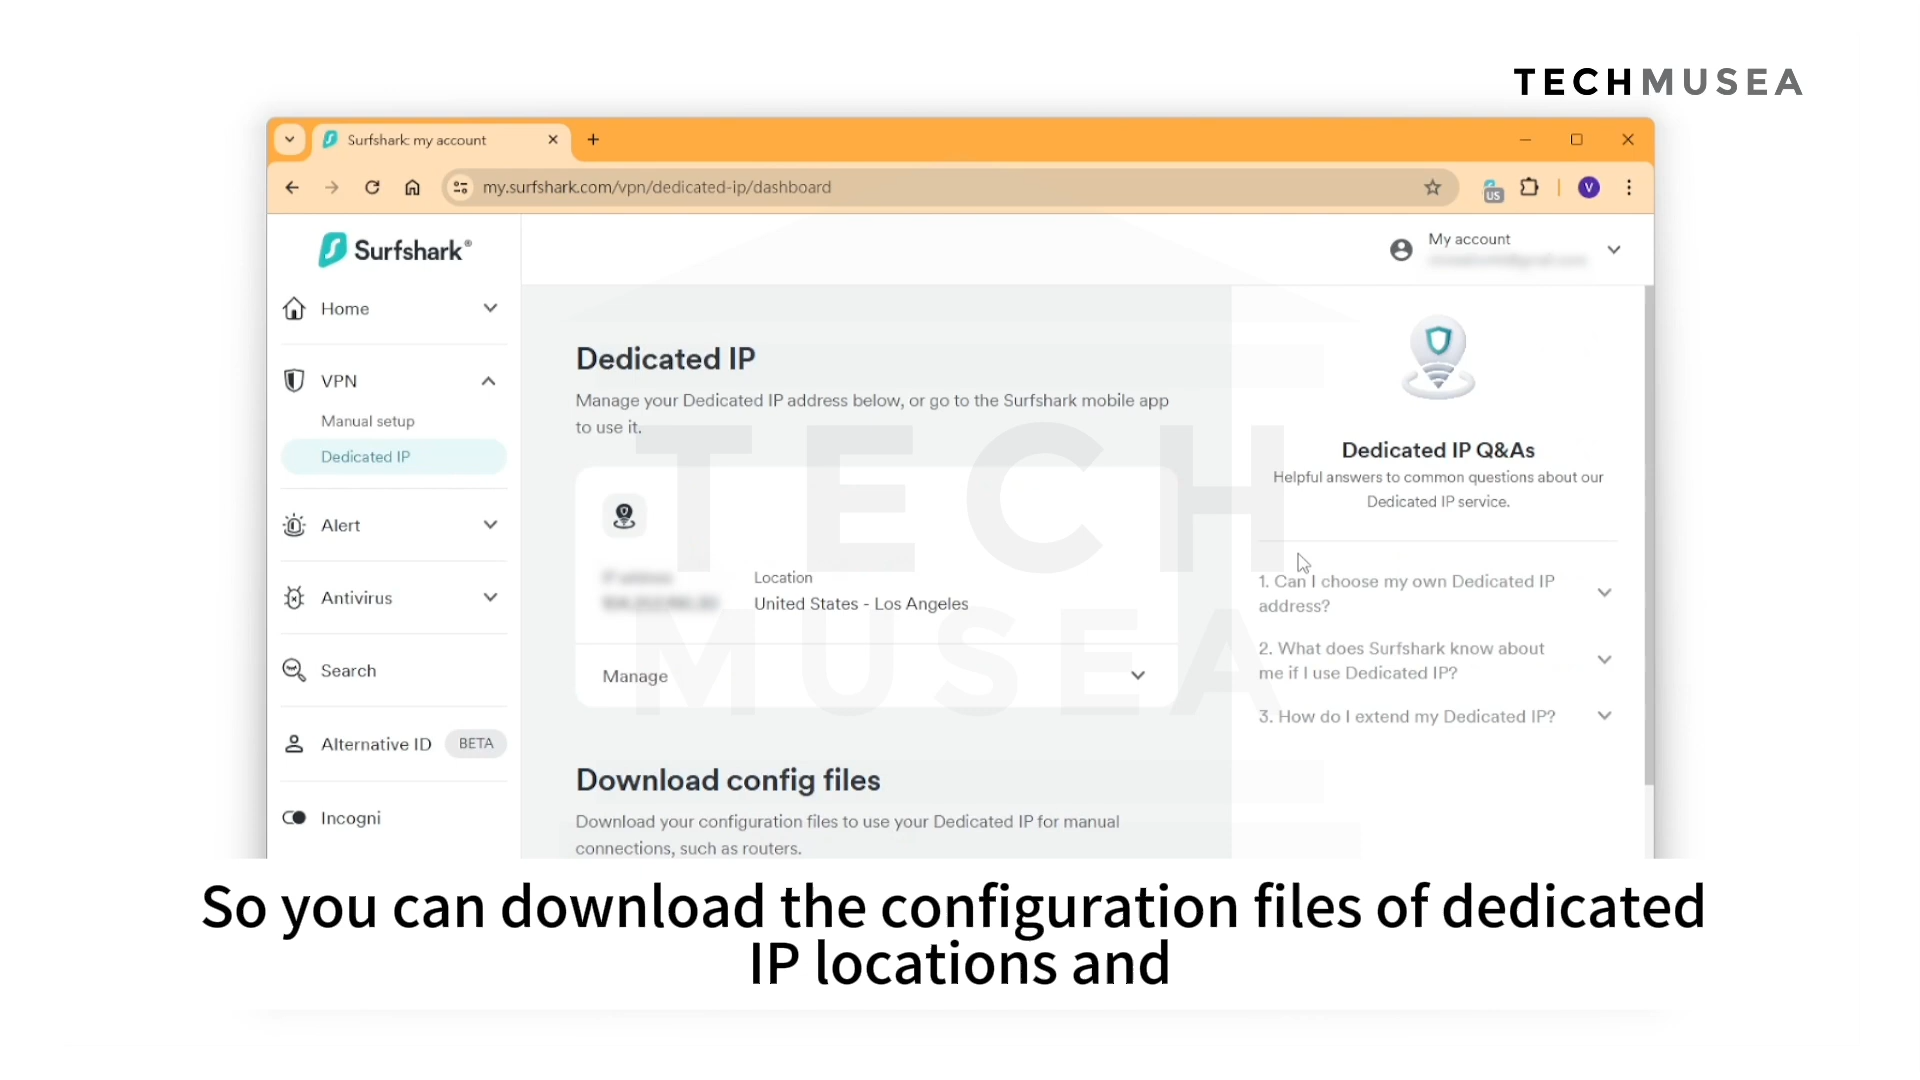 TECHMUSEA
Surfshark: my account
my.surfshark.com/vpn/dedicated-ip/dashboard
US
V
Surfshark®
My account
Home
VPN
Manual setup
Dedicated IP
Alert
Antivirus
Search
Alternative ID BETA
Incogni
Dedicated IP
Manage your Dedicated IP address below, or go to the Surfshark mobile app
to use it.
Location
United States - Los Angeles
Manage
Download config files
Download your configuration files to use your Dedicated IP for manual
connections, such as routers.
Dedicated IP Q&As
Helpful answers to common questions about our
Dedicated IP service.
1. Can I choose my own Dedicated IP
address?
2. What does Surfshark know about
me if I use Dedicated IP?
3. How do I extend my Dedicated IP?
TECH
MUSEA
So you can download the configuration files of dedicated
IP locations and